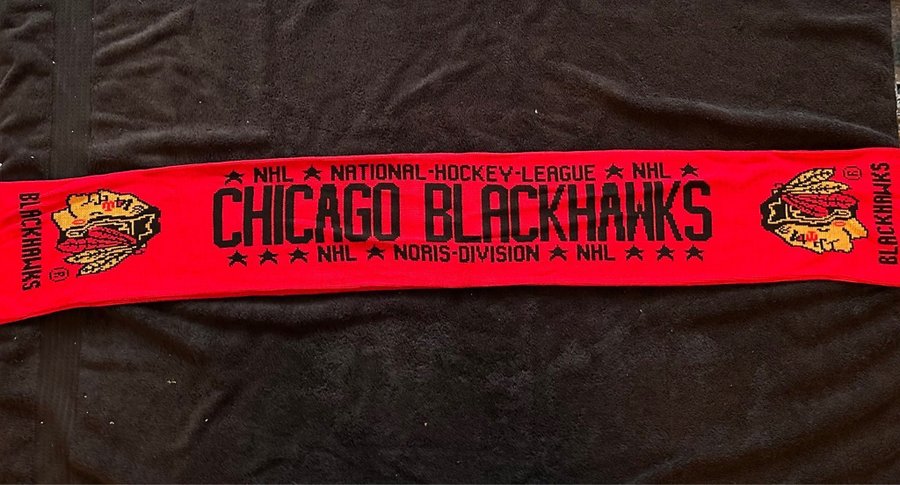 ★ NHL ★ NATIONAL-HOCKEY-LEAGUE ★ NHL ★
CHICAGO BLACKHAWKS
★ ★ ★ NHL ★ NORIS-DIVISION ★ NHL ★ ★ ★
BLACKHAWKS
®
BLACKHAWKS
®